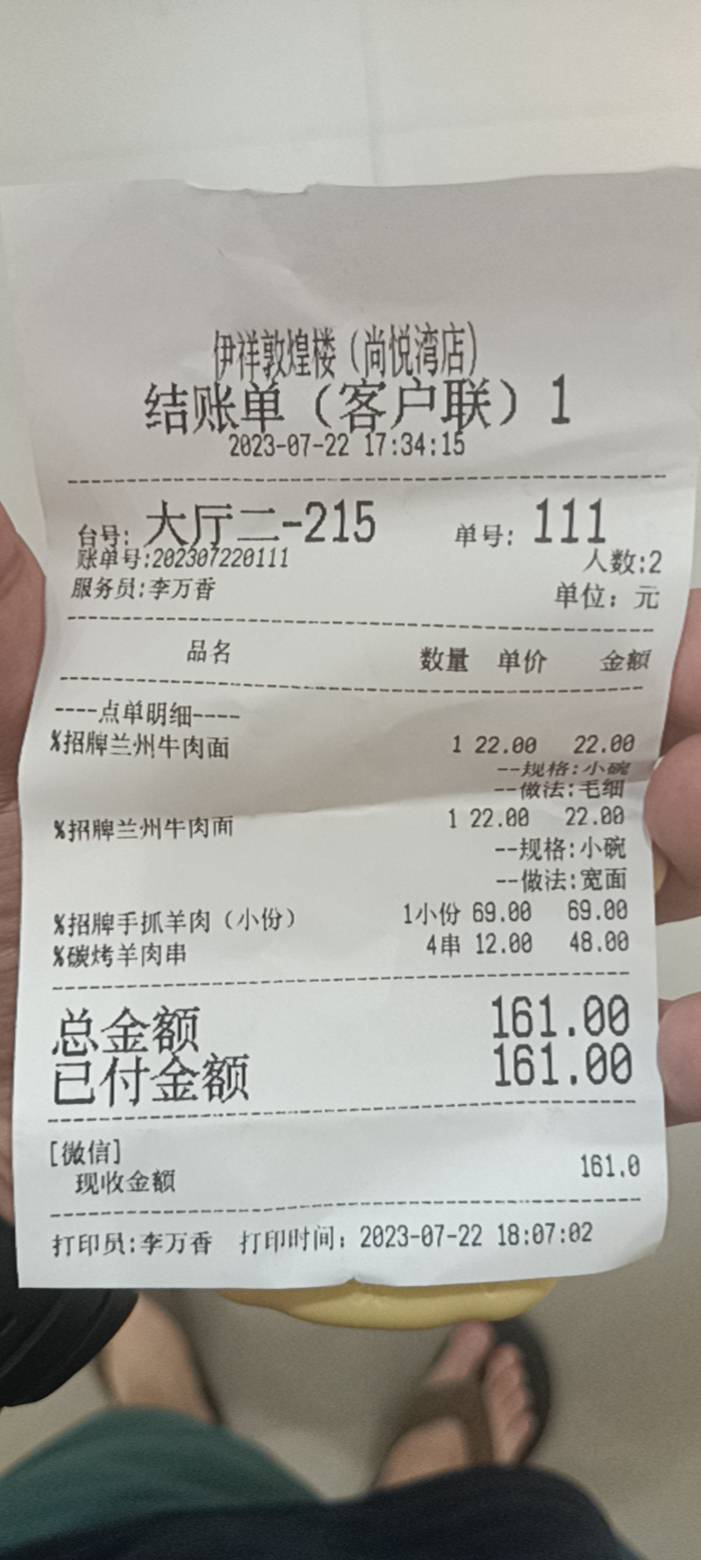 伊祥敦煌楼（尚悦湾店）
结账单（客户联）1
2023-07-22 17:34:15
台号: 大厅二-215 单号: 111
账单号:202307220111 人数:2
服务员:李万香 单位: 元
品名 数量 单价 金额
----点单明细----
%招牌兰州牛肉面 1 22.00 22.00
--规格:小碗
--做法:毛细
%招牌兰州牛肉面 1 22.00 22.00
--规格:小碗
--做法:宽面
%招牌手抓羊肉（小份） 1小份 69.00 69.00
%碳烤羊肉串 4串 12.00 48.00
总金额 161.00
已付金额 161.00
[微信]
现收金额 161.0
打印员:李万香 打印时间: 2023-07-22 18:07:02